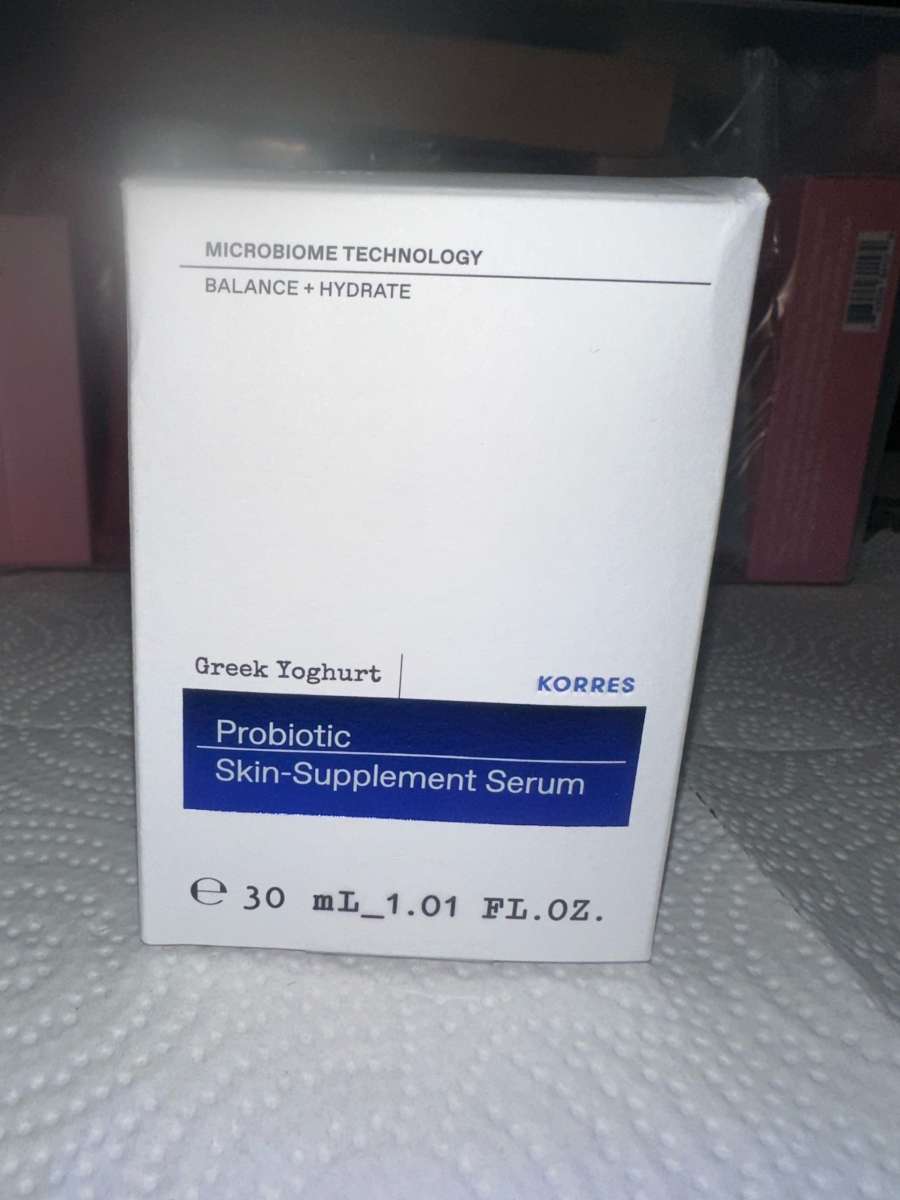 MICROBIOME TECHNOLOGY
BALANCE + HYDRATE
Greek Yoghurt
KORRES
Probiotic
Skin-Supplement Serum
℮ 30 mL_1.01 FL.OZ.